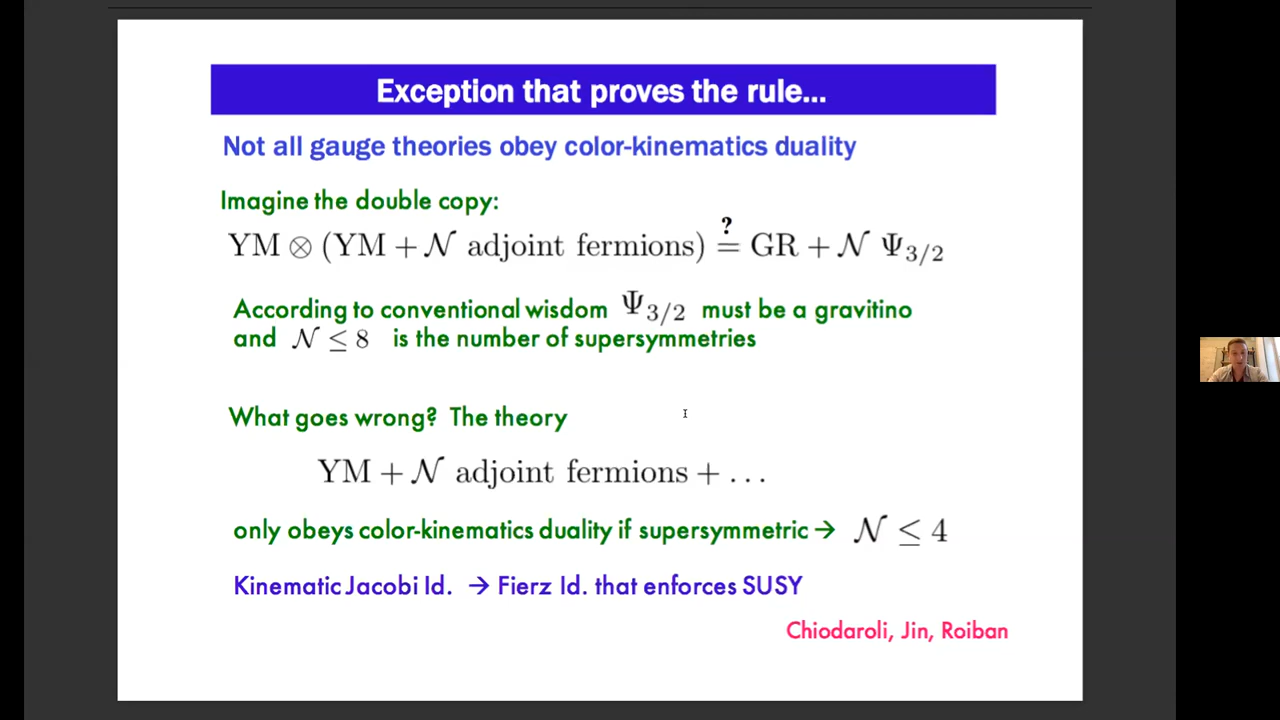 Exception that proves the rule...
Not all gauge theories obey color-kinematics duality
Imagine the double copy:
YM ⊗ (YM + 𝒩 adjoint fermions) ≟ GR + 𝒩 Ψ₃/₂
According to conventional wisdom Ψ₃/₂ must be a gravitino
and 𝒩 ≤ 8 is the number of supersymmetries
What goes wrong? The theory
YM + 𝒩 adjoint fermions + ...
only obeys color-kinematics duality if supersymmetric → 𝒩 ≤ 4
Kinematic Jacobi Id. → Fierz Id. that enforces SUSY
Chiodaroli, Jin, Roiban